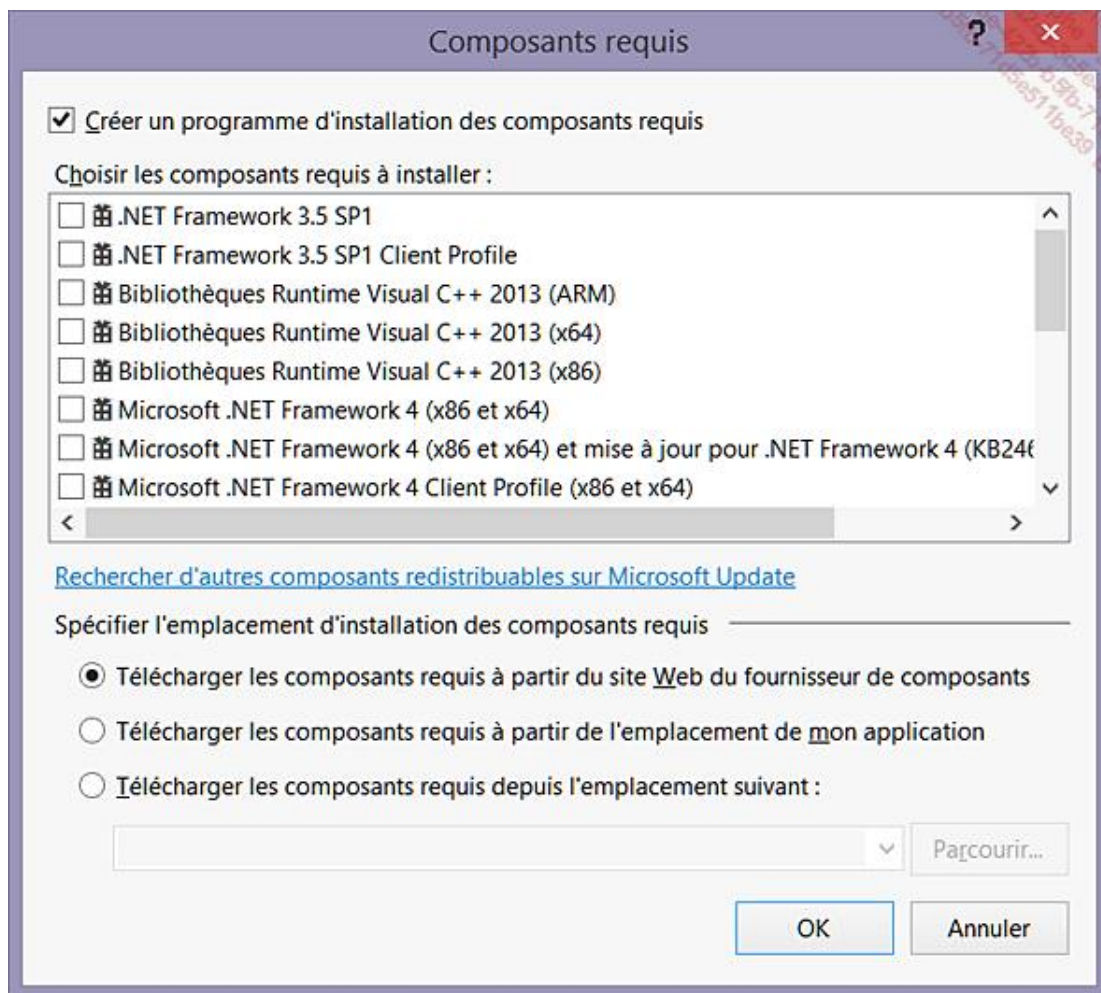 Composants requis
?
Créer un programme d'installation des composants requis
Choisir les composants requis à installer :
.NET Framework 3.5 SP1
.NET Framework 3.5 SP1 Client Profile
Bibliothèques Runtime Visual C++ 2013 (ARM)
Bibliothèques Runtime Visual C++ 2013 (x64)
Bibliothèques Runtime Visual C++ 2013 (x86)
Microsoft .NET Framework 4 (x86 et x64)
Microsoft .NET Framework 4 (x86 et x64) et mise à jour pour .NET Framework 4 (KB246
Microsoft .NET Framework 4 Client Profile (x86 et x64)
Rechercher d'autres composants redistribuables sur Microsoft Update
Spécifier l'emplacement d'installation des composants requis
Télécharger les composants requis à partir du site Web du fournisseur de composants
Télécharger les composants requis à partir de l'emplacement de mon application
Télécharger les composants requis depuis l'emplacement suivant :
Parcourir...
OK
Annuler